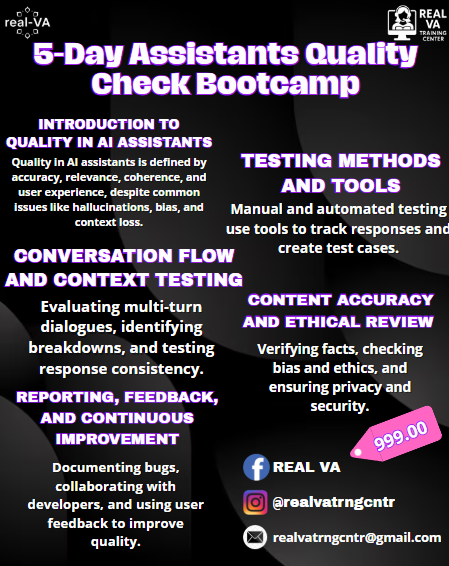 real-VA
REAL
VA
TRAINING
CENTER
5-Day Assistants Quality
Check Bootcamp
INTRODUCTION TO
QUALITY IN AI ASSISTANTS
Quality in AI assistants is defined by
accuracy, relevance, coherence, and
user experience, despite common
issues like hallucinations, bias, and
context loss.
TESTING METHODS
AND TOOLS
Manual and automated testing
use tools to track responses and
create test cases.
CONVERSATION FLOW
AND CONTEXT TESTING
Evaluating multi-turn
dialogues, identifying
breakdowns, and testing
response consistency.
CONTENT ACCURACY
AND ETHICAL REVIEW
Verifying facts, checking
bias and ethics, and
ensuring privacy and
security.
REPORTING, FEEDBACK,
AND CONTINUOUS
IMPROVEMENT
Documenting bugs,
collaborating with
developers, and using user
feedback to improve
quality.
999.00
REAL VA
@realvatrngcntr
realvatrngcntr@gmail.com